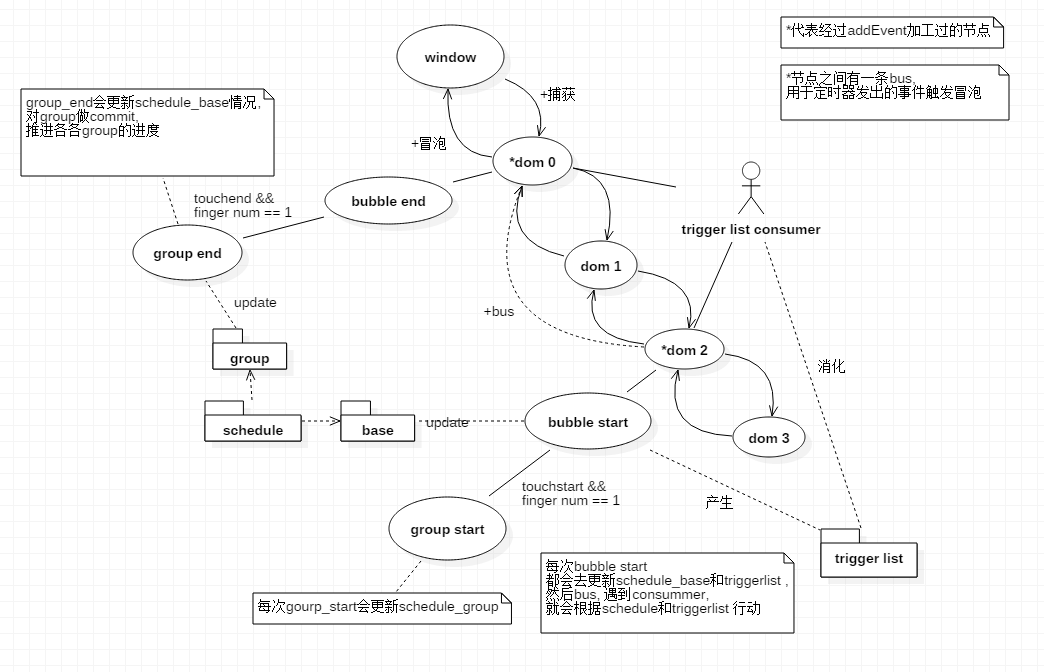 window
*代表经过addEvent加工过的节点
*节点之间有一条bus,
用于定时器发出的事件触发冒泡
+捕获
group_end会更新schedule_base情况,
对group做commit,
推进各各group的进度
+冒泡
*dom 0
touchend &&
finger num == 1
bubble end
trigger list consumer
group end
dom 1
update
+bus
group
*dom 2
消化
schedule
base
update
bubble start
dom 3
touchstart &&
finger num == 1
产生
group start
trigger list
每次bubble start
都会去更新schedule_base和triggerlist ,
然后bus, 遇到consummer,
就会根据schedule和triggerlist 行动
每次gourp_start会更新schedule_group